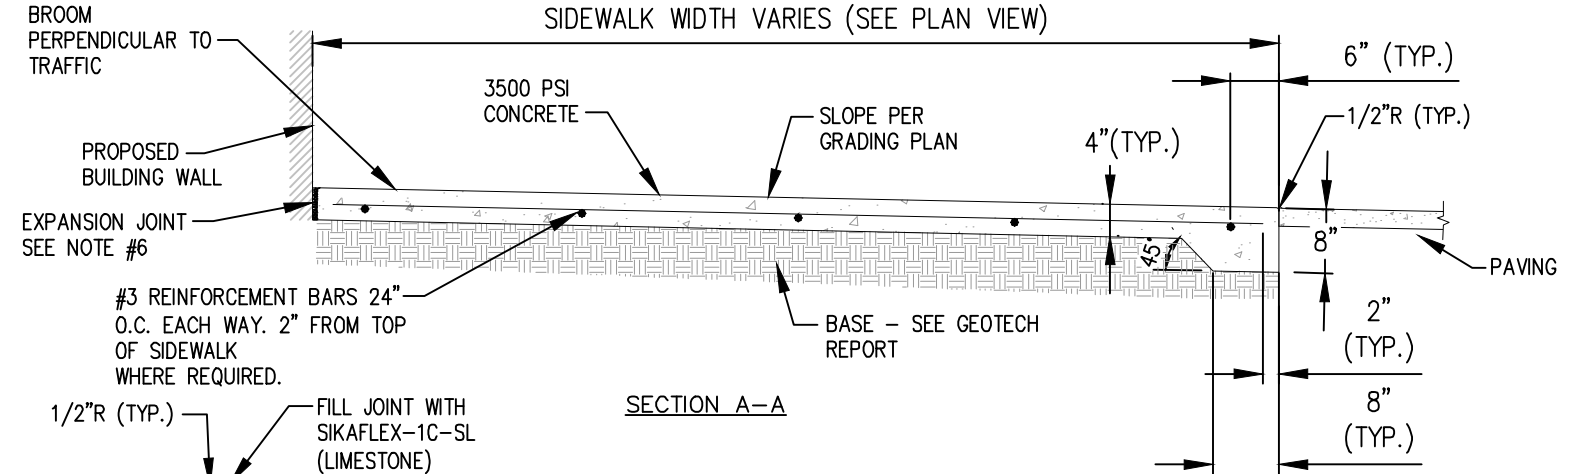 BROOM
PERPENDICULAR TO
TRAFFIC
SIDEWALK WIDTH VARIES (SEE PLAN VIEW)
6" (TYP.)
3500 PSI
CONCRETE
SLOPE PER
GRADING PLAN
4"(TYP.)
1/2"R (TYP.)
PROPOSED
BUILDING WALL
EXPANSION JOINT
SEE NOTE #6
45°
8"
PAVING
#3 REINFORCEMENT BARS 24"
O.C. EACH WAY. 2" FROM TOP
OF SIDEWALK
WHERE REQUIRED.
BASE - SEE GEOTECH
REPORT
2"
(TYP.)
8"
(TYP.)
SECTION A-A
1/2"R (TYP.)
FILL JOINT WITH
SIKAFLEX-1C-SL
(LIMESTONE)